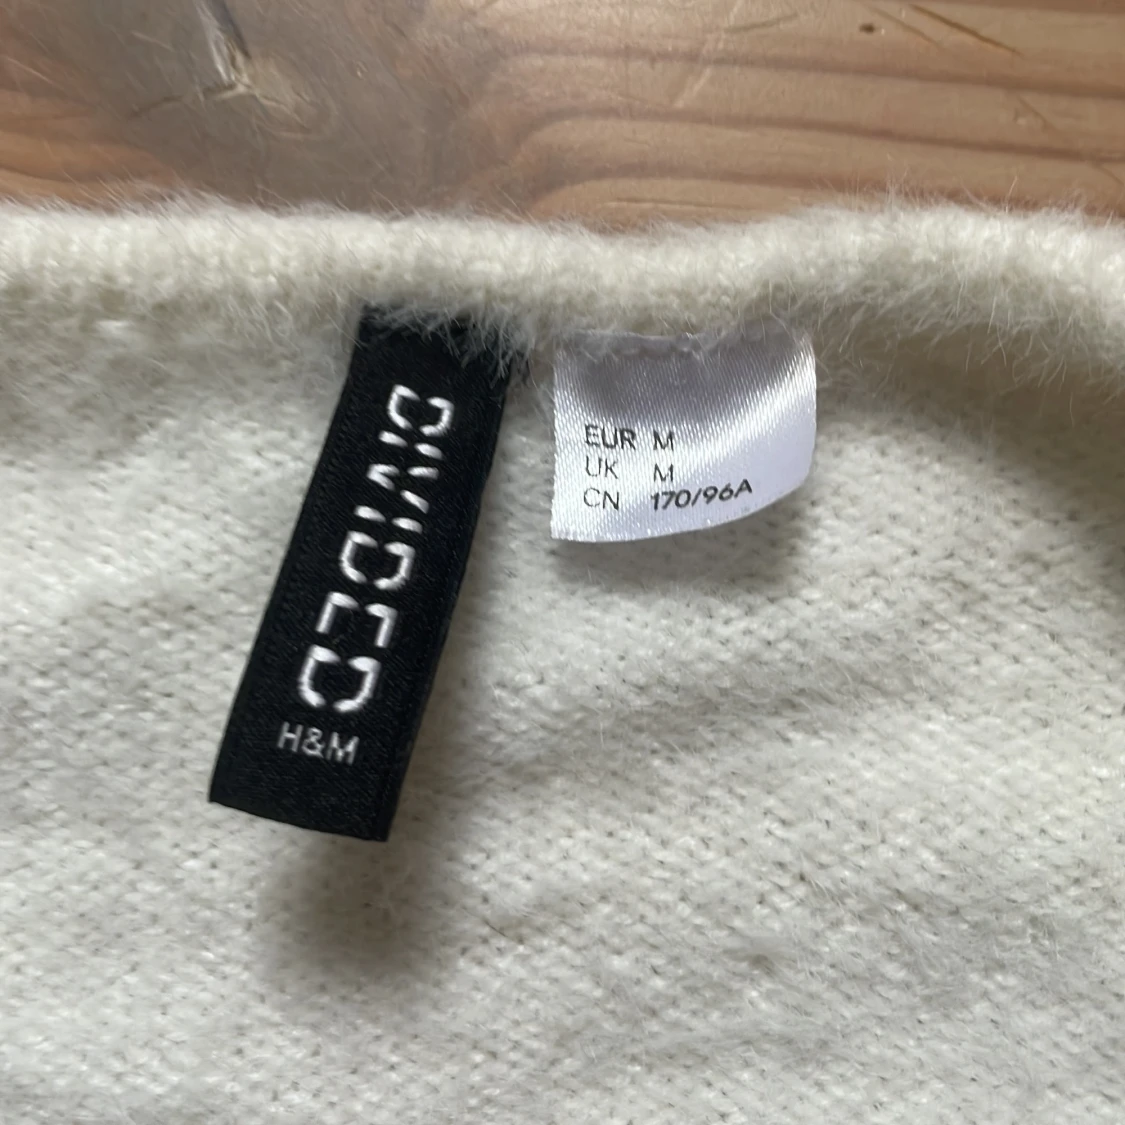 DIVIDED
H&M
EUR M
UK M
CN 170/96A